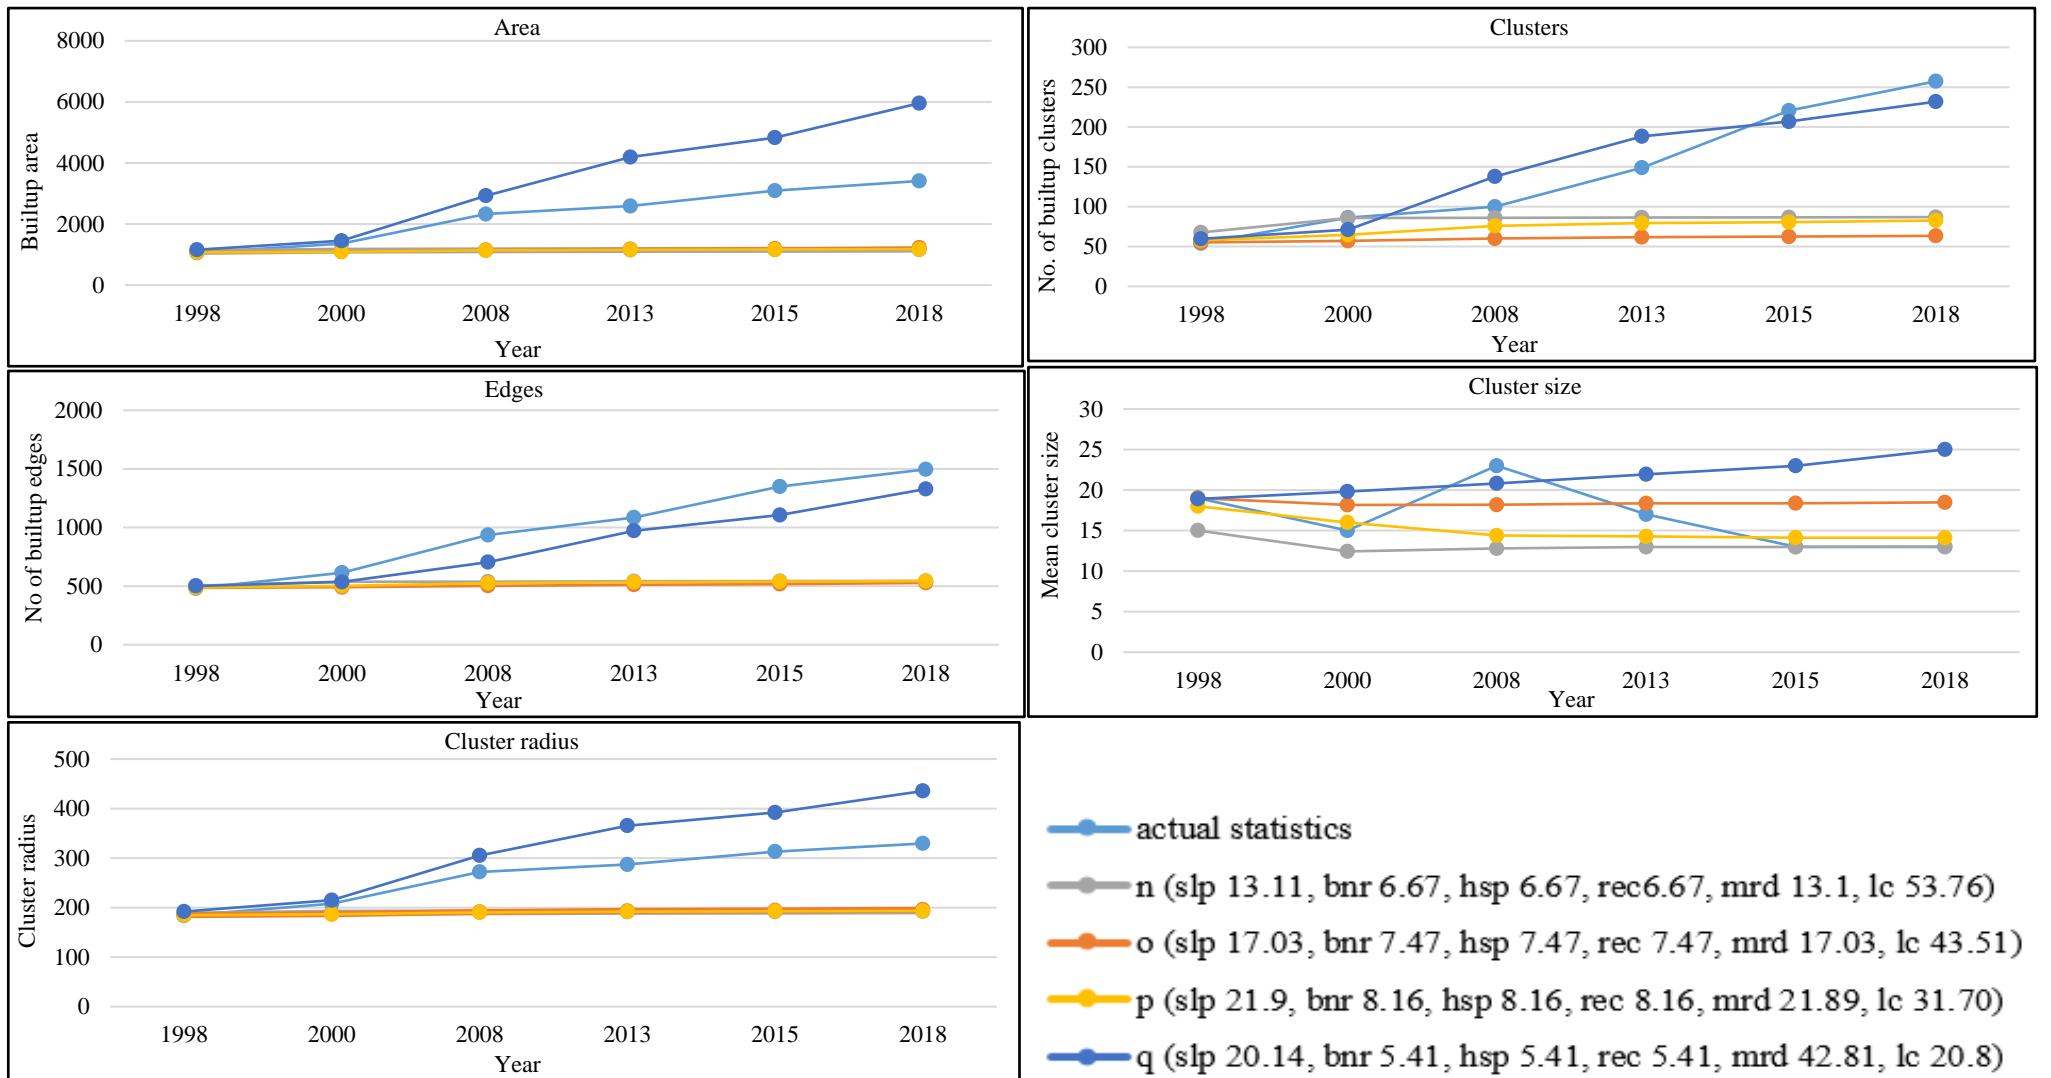 Area
Builtup area
8000
6000
4000
2000
0
1998 2000 2008 2013 2015 2018
Year
Clusters
No. of builtup clusters
300
250
200
150
100
50
0
1998 2000 2008 2013 2015 2018
Year
Edges
No of builtup edges
2000
1500
1000
500
0
1998 2000 2008 2013 2015 2018
Year
Cluster size
Mean cluster size
30
25
20
15
10
5
0
1998 2000 2008 2013 2015 2018
Year
Cluster radius
Cluster radius
500
400
300
200
100
0
1998 2000 2008 2013 2015 2018
Year
actual statistics
n (slp 13.11, bnr 6.67, hsp 6.67, rec6.67, mrd 13.1, lc 53.76)
o (slp 17.03, bnr 7.47, hsp 7.47, rec 7.47, mrd 17.03, lc 43.51)
p (slp 21.9, bnr 8.16, hsp 8.16, rec 8.16, mrd 21.89, lc 31.70)
q (slp 20.14, bnr 5.41, hsp 5.41, rec 5.41, mrd 42.81, lc 20.8)